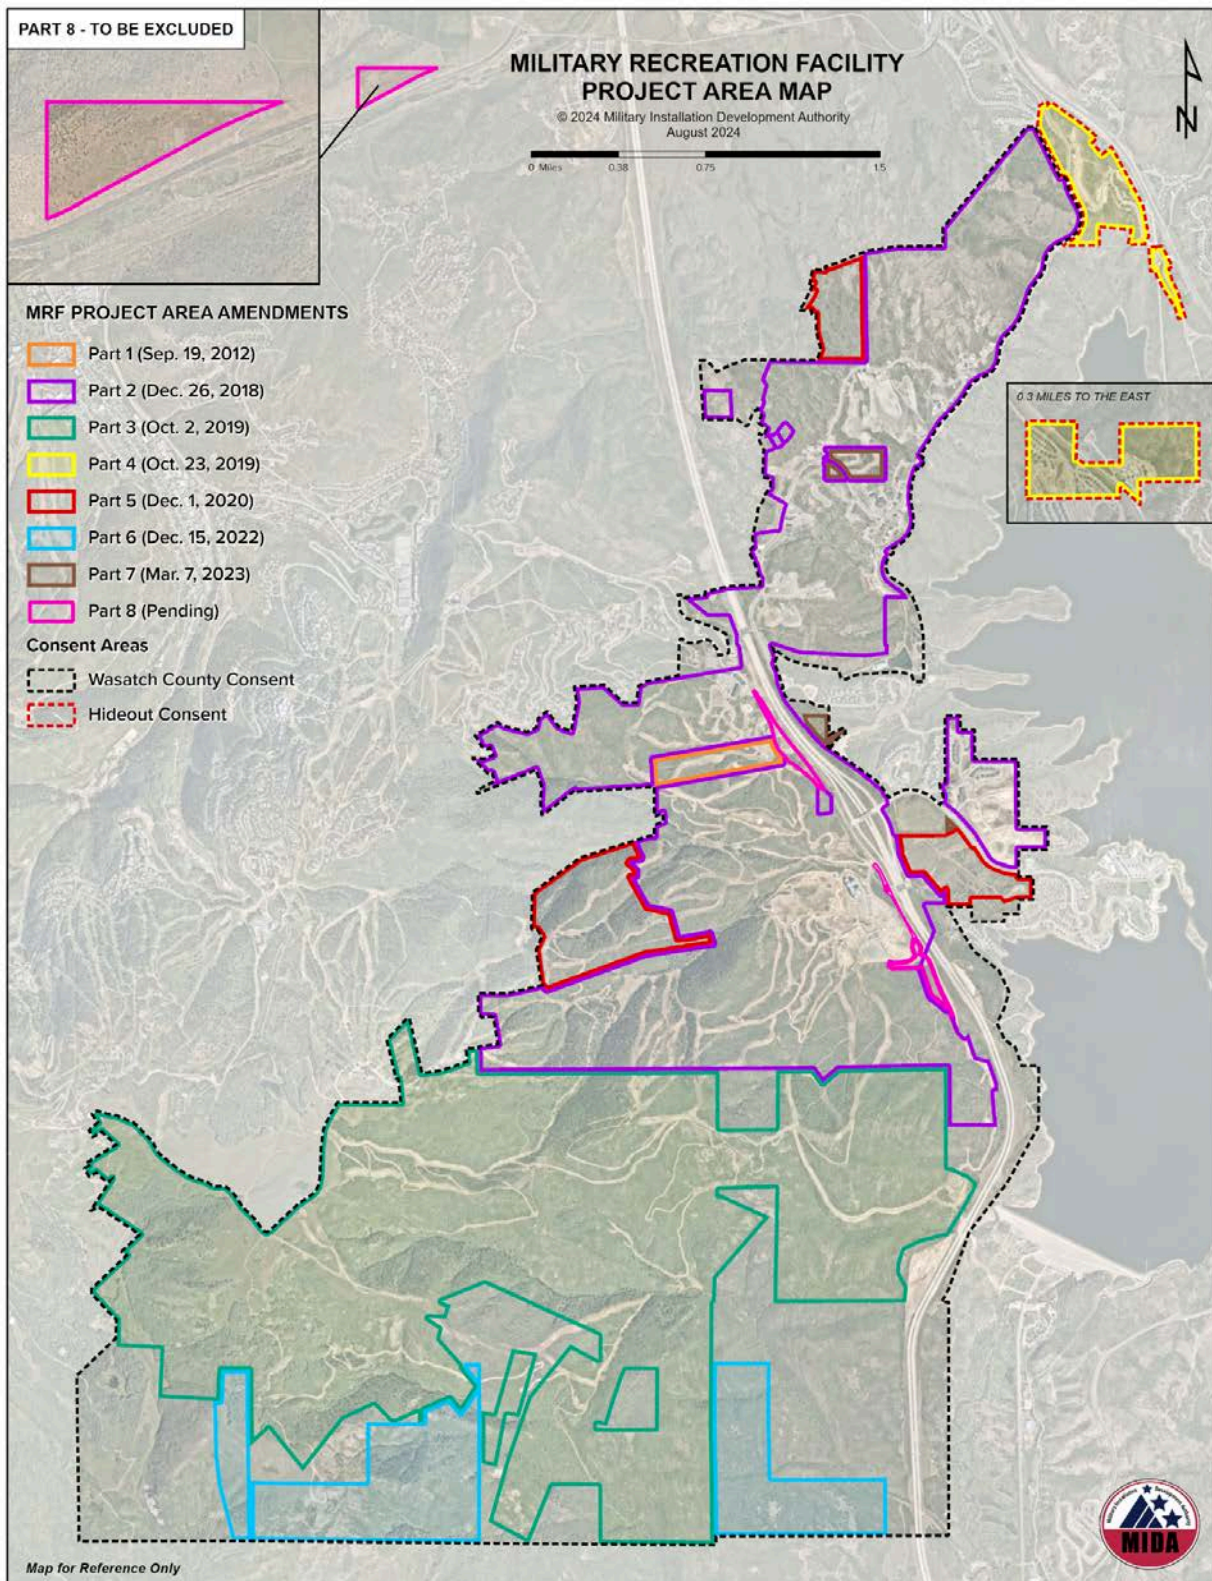 PART 8 - TO BE EXCLUDED
MILITARY RECREATION FACILITY
PROJECT AREA MAP
© 2024 Military Installation Development Authority
August 2024
0 Miles 0.38 0.75 1.5
N
MRF PROJECT AREA AMENDMENTS
Part 1 (Sep. 19, 2012)
Part 2 (Dec. 26, 2018)
Part 3 (Oct. 2, 2019)
Part 4 (Oct. 23, 2019)
Part 5 (Dec. 1, 2020)
Part 6 (Dec. 15, 2022)
Part 7 (Mar. 7, 2023)
Part 8 (Pending)
Consent Areas
Wasatch County Consent
Hideout Consent
0.3 MILES TO THE EAST
Military Installation Development Authority
MIDA
Map for Reference Only